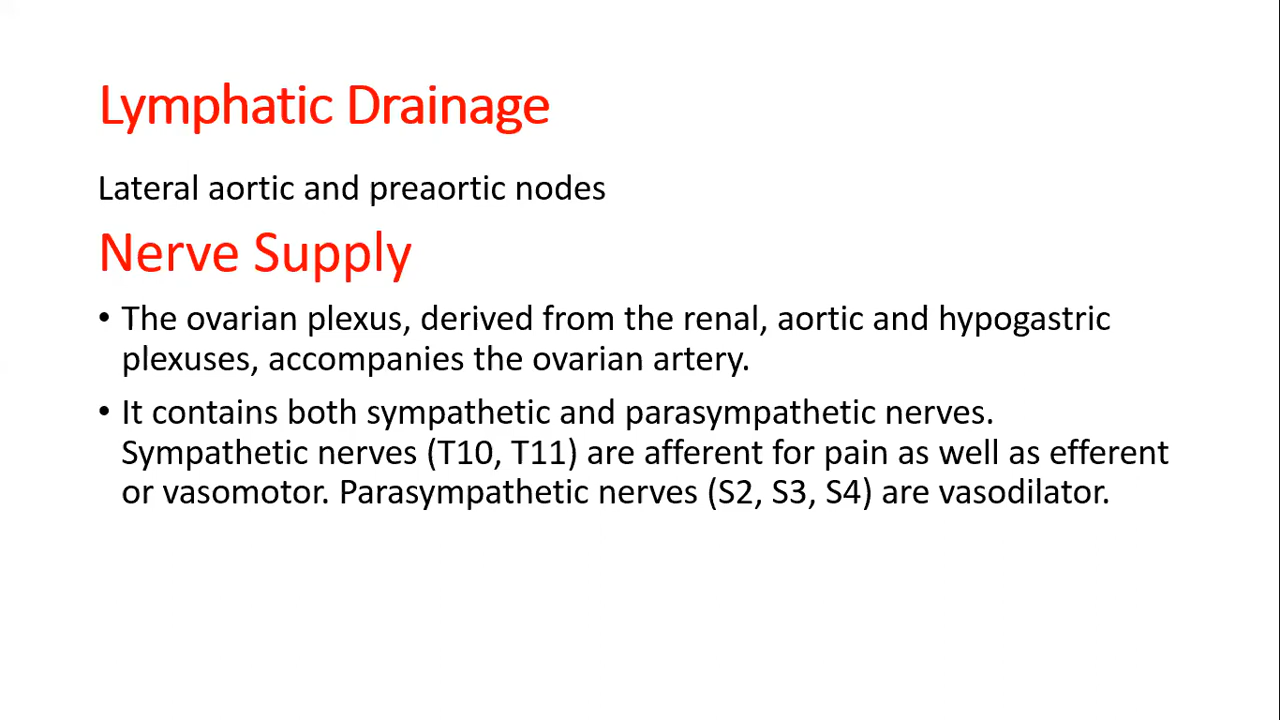 Lymphatic Drainage
Lateral aortic and preaortic nodes
Nerve Supply
• The ovarian plexus, derived from the renal, aortic and hypogastric
plexuses, accompanies the ovarian artery.
• It contains both sympathetic and parasympathetic nerves.
Sympathetic nerves (T10, T11) are afferent for pain as well as efferent
or vasomotor. Parasympathetic nerves (S2, S3, S4) are vasodilator.